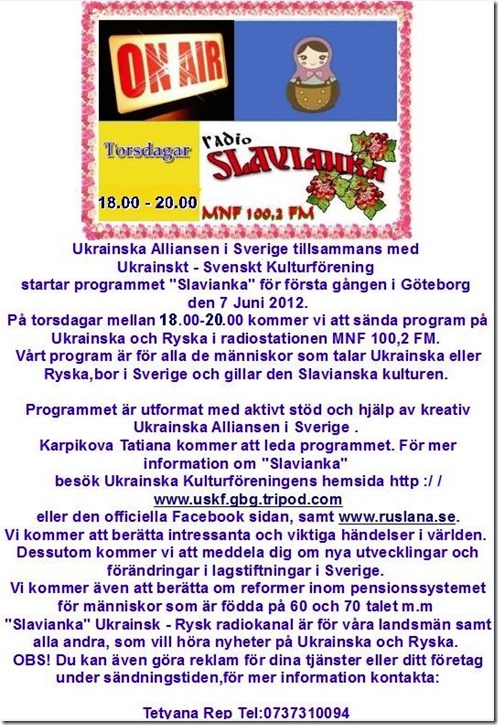 ON AIR
Torsdagar
18.00 - 20.00
radio
SLAVIANKA
MNF 100,2 FM
Ukrainska Alliansen i Sverige tillsammans med
Ukrainskt - Svenskt Kulturförening
startar programmet "Slavianka" för första gången i Göteborg
den 7 Juni 2012.
På torsdagar mellan 18.00-20.00 kommer vi att sända program på
Ukrainska och Ryska i radiostationen MNF 100,2 FM.
Vårt program är för alla de människor som talar Ukrainska eller
Ryska,bor i Sverige och gillar den Slavianska kulturen.
Programmet är utformat med aktivt stöd och hjälp av kreativ
Ukrainska Alliansen i Sverige .
Karpikova Tatiana kommer att leda programmet. För mer
information om "Slavianka"
besök Ukrainska Kulturföreningens hemsida http :/ /
www.uskf.gbg.tripod.com
eller den officiella Facebook sidan, samt www.ruslana.se.
Vi kommer att berätta intressanta och viktiga händelser i världen.
Dessutom kommer vi att meddela dig om nya utvecklingar och
förändringar i lagstiftningar i Sverige.
Vi kommer även att berätta om reformer inom pensionssystemet
för människor som är födda på 60 och 70 talet m.m
"Slavianka" Ukrainsk - Rysk radiokanal är för våra landsmän samt
alla andra, som vill höra nyheter på Ukrainska och Ryska.
OBS! Du kan även göra reklam för dina tjänster eller ditt företag
under sändningstiden,för mer information kontakta:
Tetyana Rep Tel:0737310094